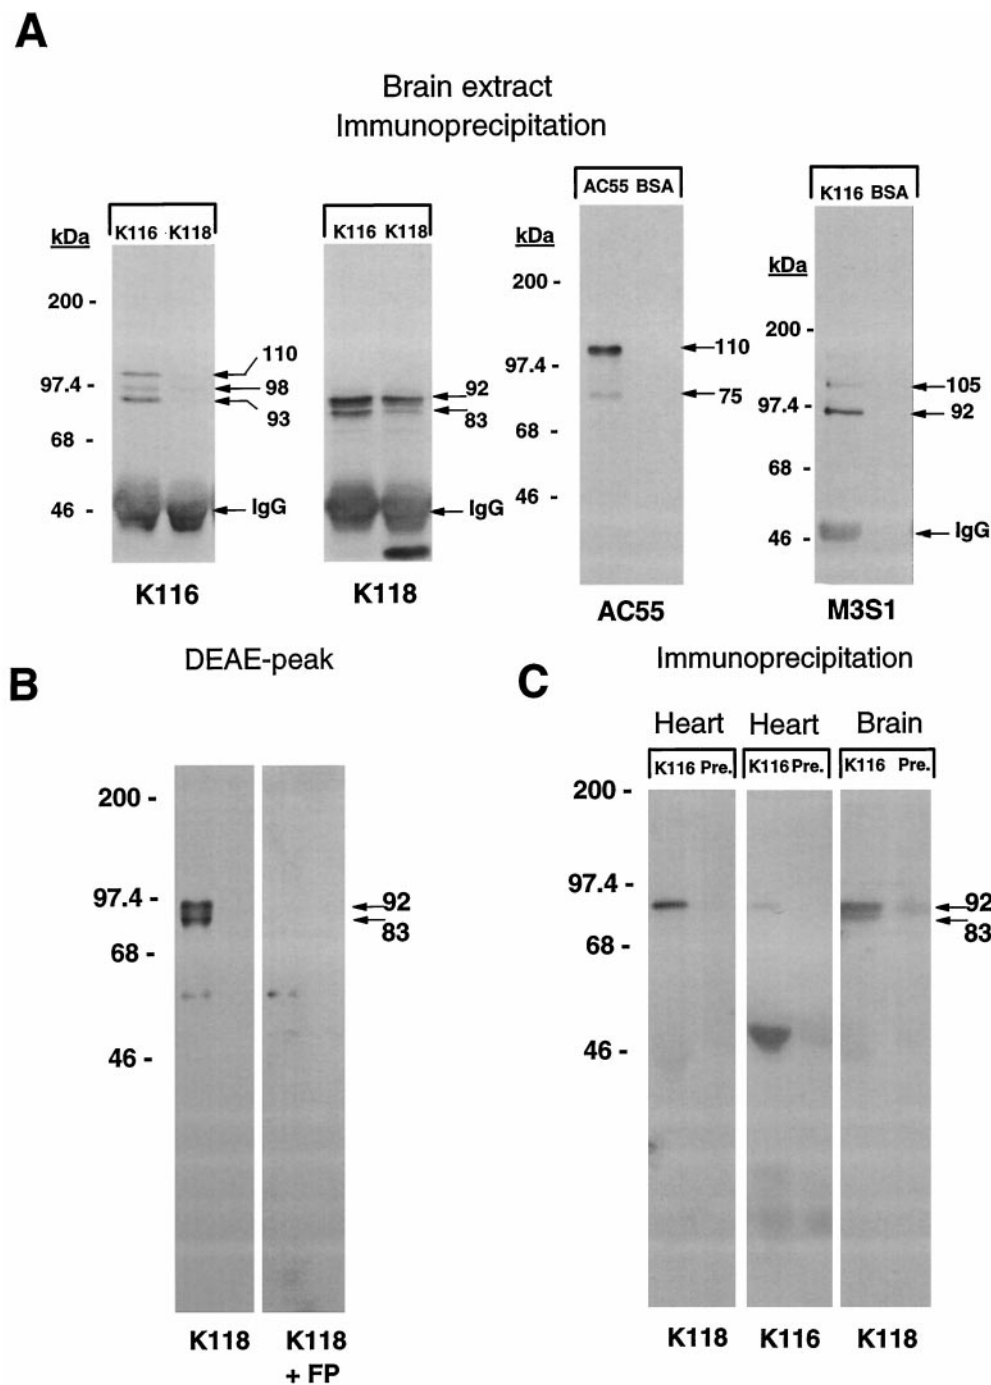 A
Brain extract
Immunoprecipitation
kDa
K116 K118
200 -
97.4 -
68 -
46 -
110
98
93
IgG
K116
K116 K118
92
83
IgG
K118
kDa
AC55 BSA
200 -
97.4 -
68 -
46 -
110
75
AC55
kDa
K116 BSA
200 -
97.4 -
68 -
46 -
105
92
IgG
M3S1
B
DEAE-peak
200 -
97.4 -
68 -
46 -
92
83
K118
K118
+ FP
C
Immunoprecipitation
Heart Heart Brain
K116 Pre. K116 Pre. K116 Pre.
200 -
97.4 -
68 -
46 -
92
83
K118 K116 K118